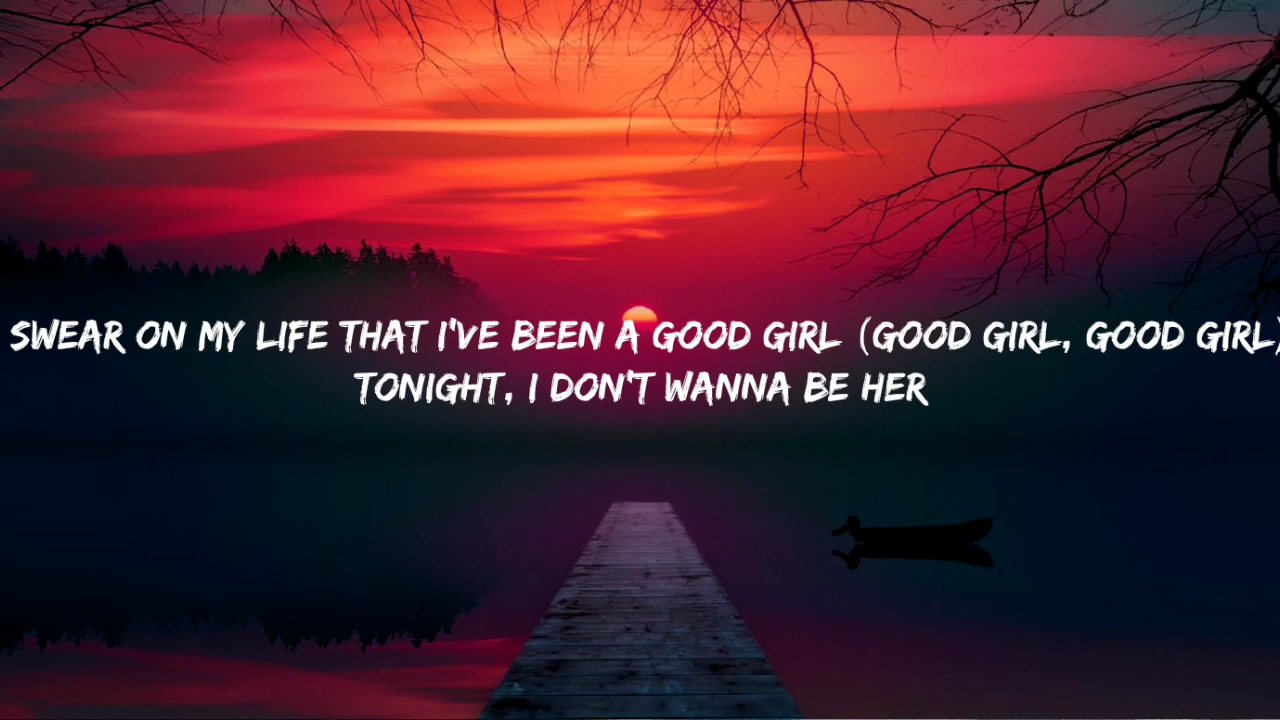 SWEAR ON MY LIFE THAT I'VE BEEN A GOOD GIRL (GOOD GIRL, GOOD GIRL)
TONIGHT, I DON'T WANNA BE HER